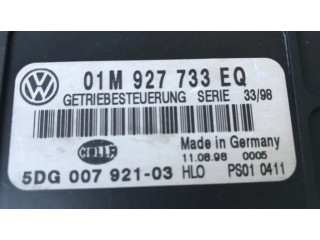 01M 927 733 EQ
GETRIEBESTEUERUNG SERIE 33/98
Made in Germany
11.08.98 0005
5DG 007 921-03 HLO PS01 0411